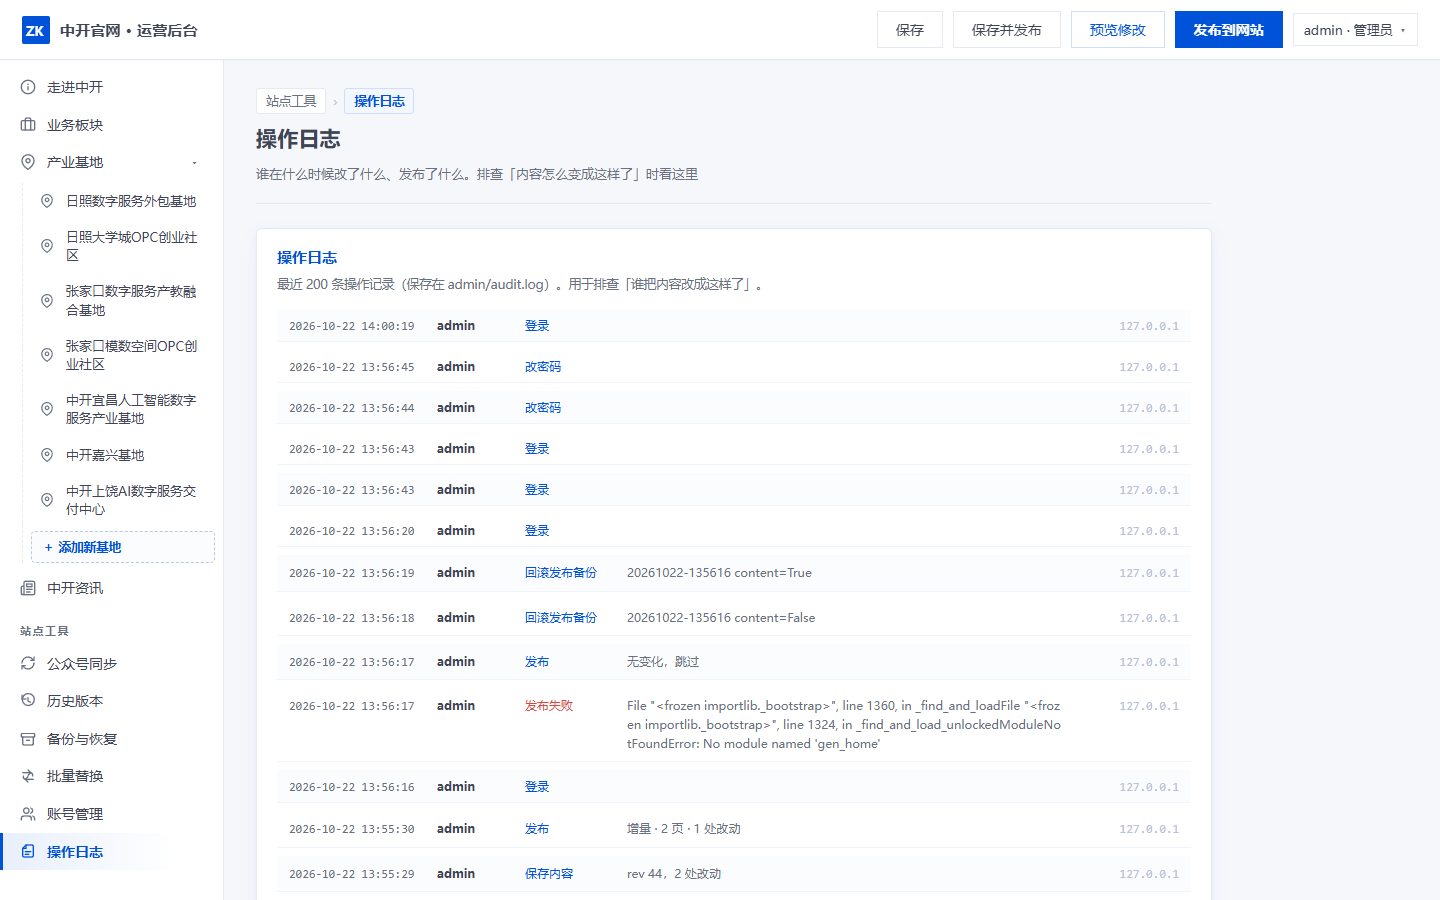 ZK 中开官网 • 运营后台
保存 保存并发布 预览修改 发布到网站 admin · 管理员
走进中开
业务板块
产业基地
日照数字服务外包基地
日照大学城OPC创业社
区
张家口数字服务产教融
合基地
张家口模数空间OPC创
业社区
中开宜昌人工智能数字
服务产业基地
中开嘉兴基地
中开上饶AI数字服务交
付中心
+ 添加新基地
中开资讯
站点工具
公众号同步
历史版本
备份与恢复
批量替换
账号管理
操作日志
站点工具 › 操作日志
操作日志
谁在什么时候改了什么、发布了什么。排查「内容怎么变成这样了」时看这里
操作日志
最近 200 条操作记录（保存在 admin/audit.log）。用于排查「谁把内容改成这样了」。
2026-10-22 14:00:19 admin 登录 127.0.0.1
2026-10-22 13:56:45 admin 改密码 127.0.0.1
2026-10-22 13:56:44 admin 改密码 127.0.0.1
2026-10-22 13:56:43 admin 登录 127.0.0.1
2026-10-22 13:56:43 admin 登录 127.0.0.1
2026-10-22 13:56:20 admin 登录 127.0.0.1
2026-10-22 13:56:19 admin 回滚发布备份 20261022-135616 content=True 127.0.0.1
2026-10-22 13:56:18 admin 回滚发布备份 20261022-135616 content=False 127.0.0.1
2026-10-22 13:56:17 admin 发布 无变化，跳过 127.0.0.1
2026-10-22 13:56:17 admin 发布失败 File "<frozen importlib._bootstrap>", line 1360, in _find_and_loadFile "<froz 127.0.0.1
en importlib._bootstrap>", line 1324, in _find_and_load_unlockedModuleNo
tFoundError: No module named 'gen_home'
2026-10-22 13:56:16 admin 登录 127.0.0.1
2026-10-22 13:55:30 admin 发布 增量 · 2 页 · 1 处改动 127.0.0.1
2026-10-22 13:55:29 admin 保存内容 rev 44，2 处改动 127.0.0.1